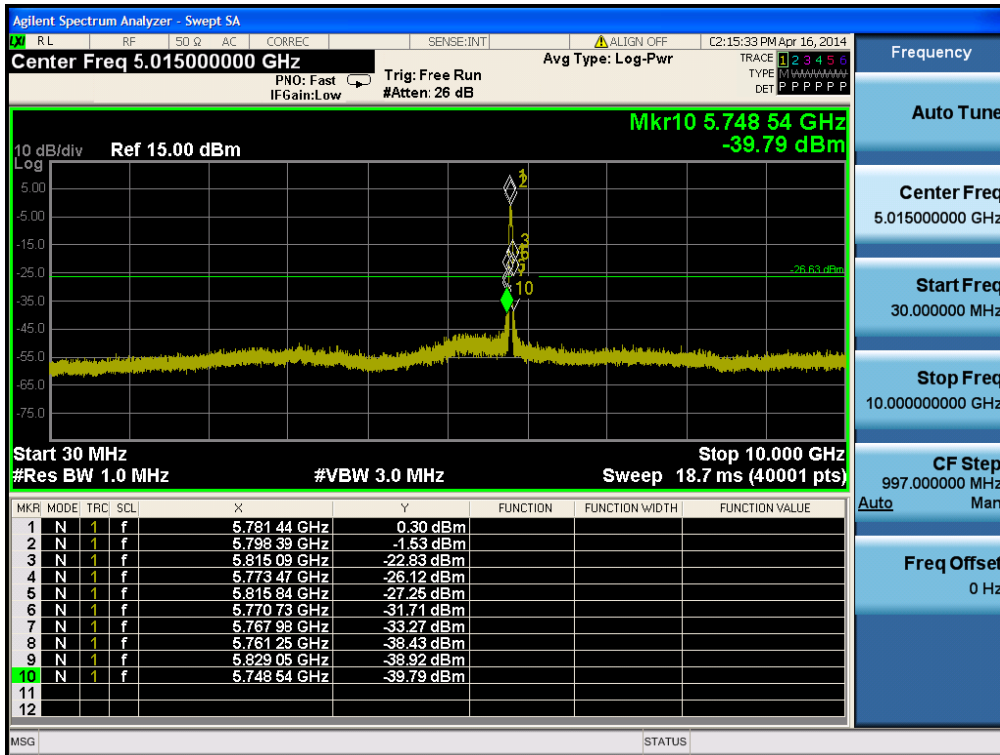 Agilent Spectrum Analyzer - Swept SA
LXI RL RF 50 Ω AC CORREC SENSE:INT ALIGN OFF 02:15:33 PM Apr 16, 2014
Center Freq 5.015000000 GHz
PNO: Fast
IFGain:Low
Trig: Free Run
#Atten: 26 dB
Avg Type: Log-Pwr
TRACE 1 2 3 4 5 6
TYPE M
DET P P P P P P
Mkr10 5.748 54 GHz
-39.79 dBm
10 dB/div Ref 15.00 dBm
Log
5.00
-5.00
-15.0
-25.0
-35.0
-45.0
-55.0
-65.0
-75.0
2
3
10
-26.63 dBm
Start 30 MHz Stop 10.000 GHz
#Res BW 1.0 MHz #VBW 3.0 MHz Sweep 18.7 ms (40001 pts)
MKR MODE TRC SCL X Y FUNCTION FUNCTION WIDTH FUNCTION VALUE
1 N 1 f 5.781 44 GHz 0.30 dBm
2 N 1 f 5.798 39 GHz -1.53 dBm
3 N 1 f 5.815 09 GHz -22.83 dBm
4 N 1 f 5.773 47 GHz -26.12 dBm
5 N 1 f 5.815 84 GHz -27.25 dBm
6 N 1 f 5.770 73 GHz -31.71 dBm
7 N 1 f 5.767 98 GHz -33.27 dBm
8 N 1 f 5.761 25 GHz -38.43 dBm
9 N 1 f 5.829 05 GHz -38.92 dBm
10 N 1 f 5.748 54 GHz -39.79 dBm
11
12
MSG STATUS
Frequency
Auto Tune
Center Freq
5.015000000 GHz
Start Freq
30.000000 MHz
Stop Freq
10.000000000 GHz
CF Step
997.000000 MHz
Auto Man
Freq Offset
0 Hz